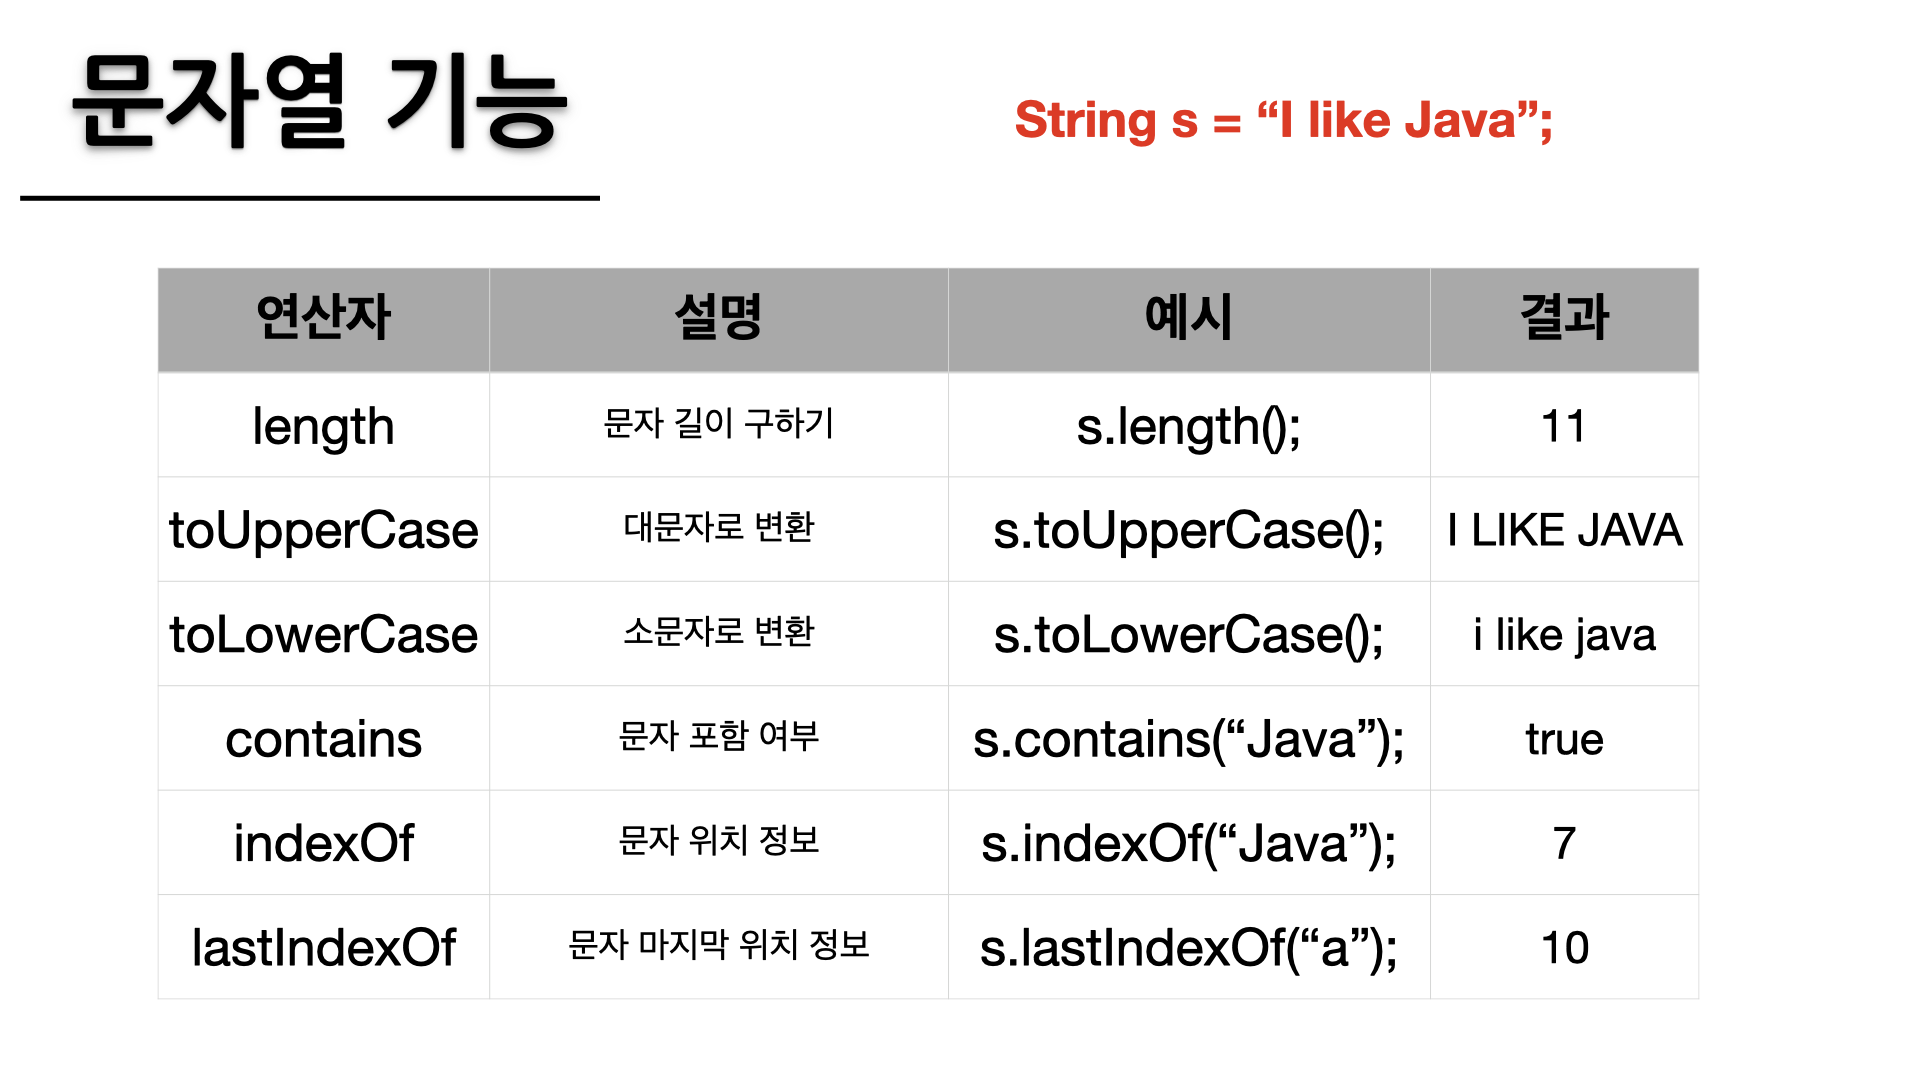 문자열 기능
String s = “I like Java”;
연산자 설명 예시 결과
length 문자 길이 구하기 s.length(); 11
toUpperCase 대문자로 변환 s.toUpperCase(); I LIKE JAVA
toLowerCase 소문자로 변환 s.toLowerCase(); i like java
contains 문자 포함 여부 s.contains(“Java”); true
indexOf 문자 위치 정보 s.indexOf(“Java”); 7
lastIndexOf 문자 마지막 위치 정보 s.lastIndexOf(“a”); 10